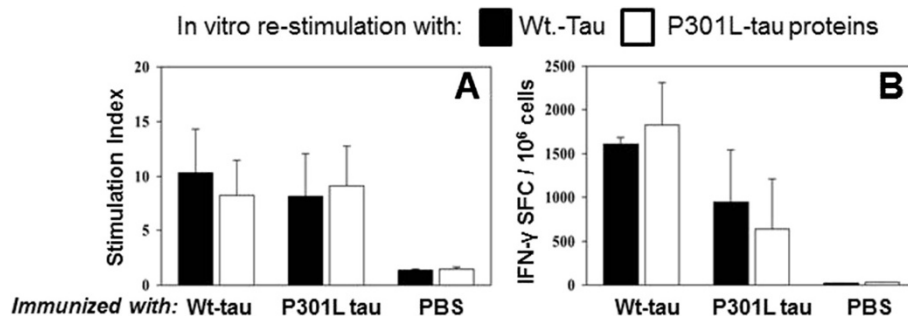 In vitro re-stimulation with: Wt.-Tau P301L-tau proteins
A
Stimulation Index
20
15
10
5
0
B
IFN-γ SFC / 10⁶ cells
2500
2000
1500
1000
500
0
Immunized with: Wt-tau P301L tau PBS
Wt-tau P301L tau PBS